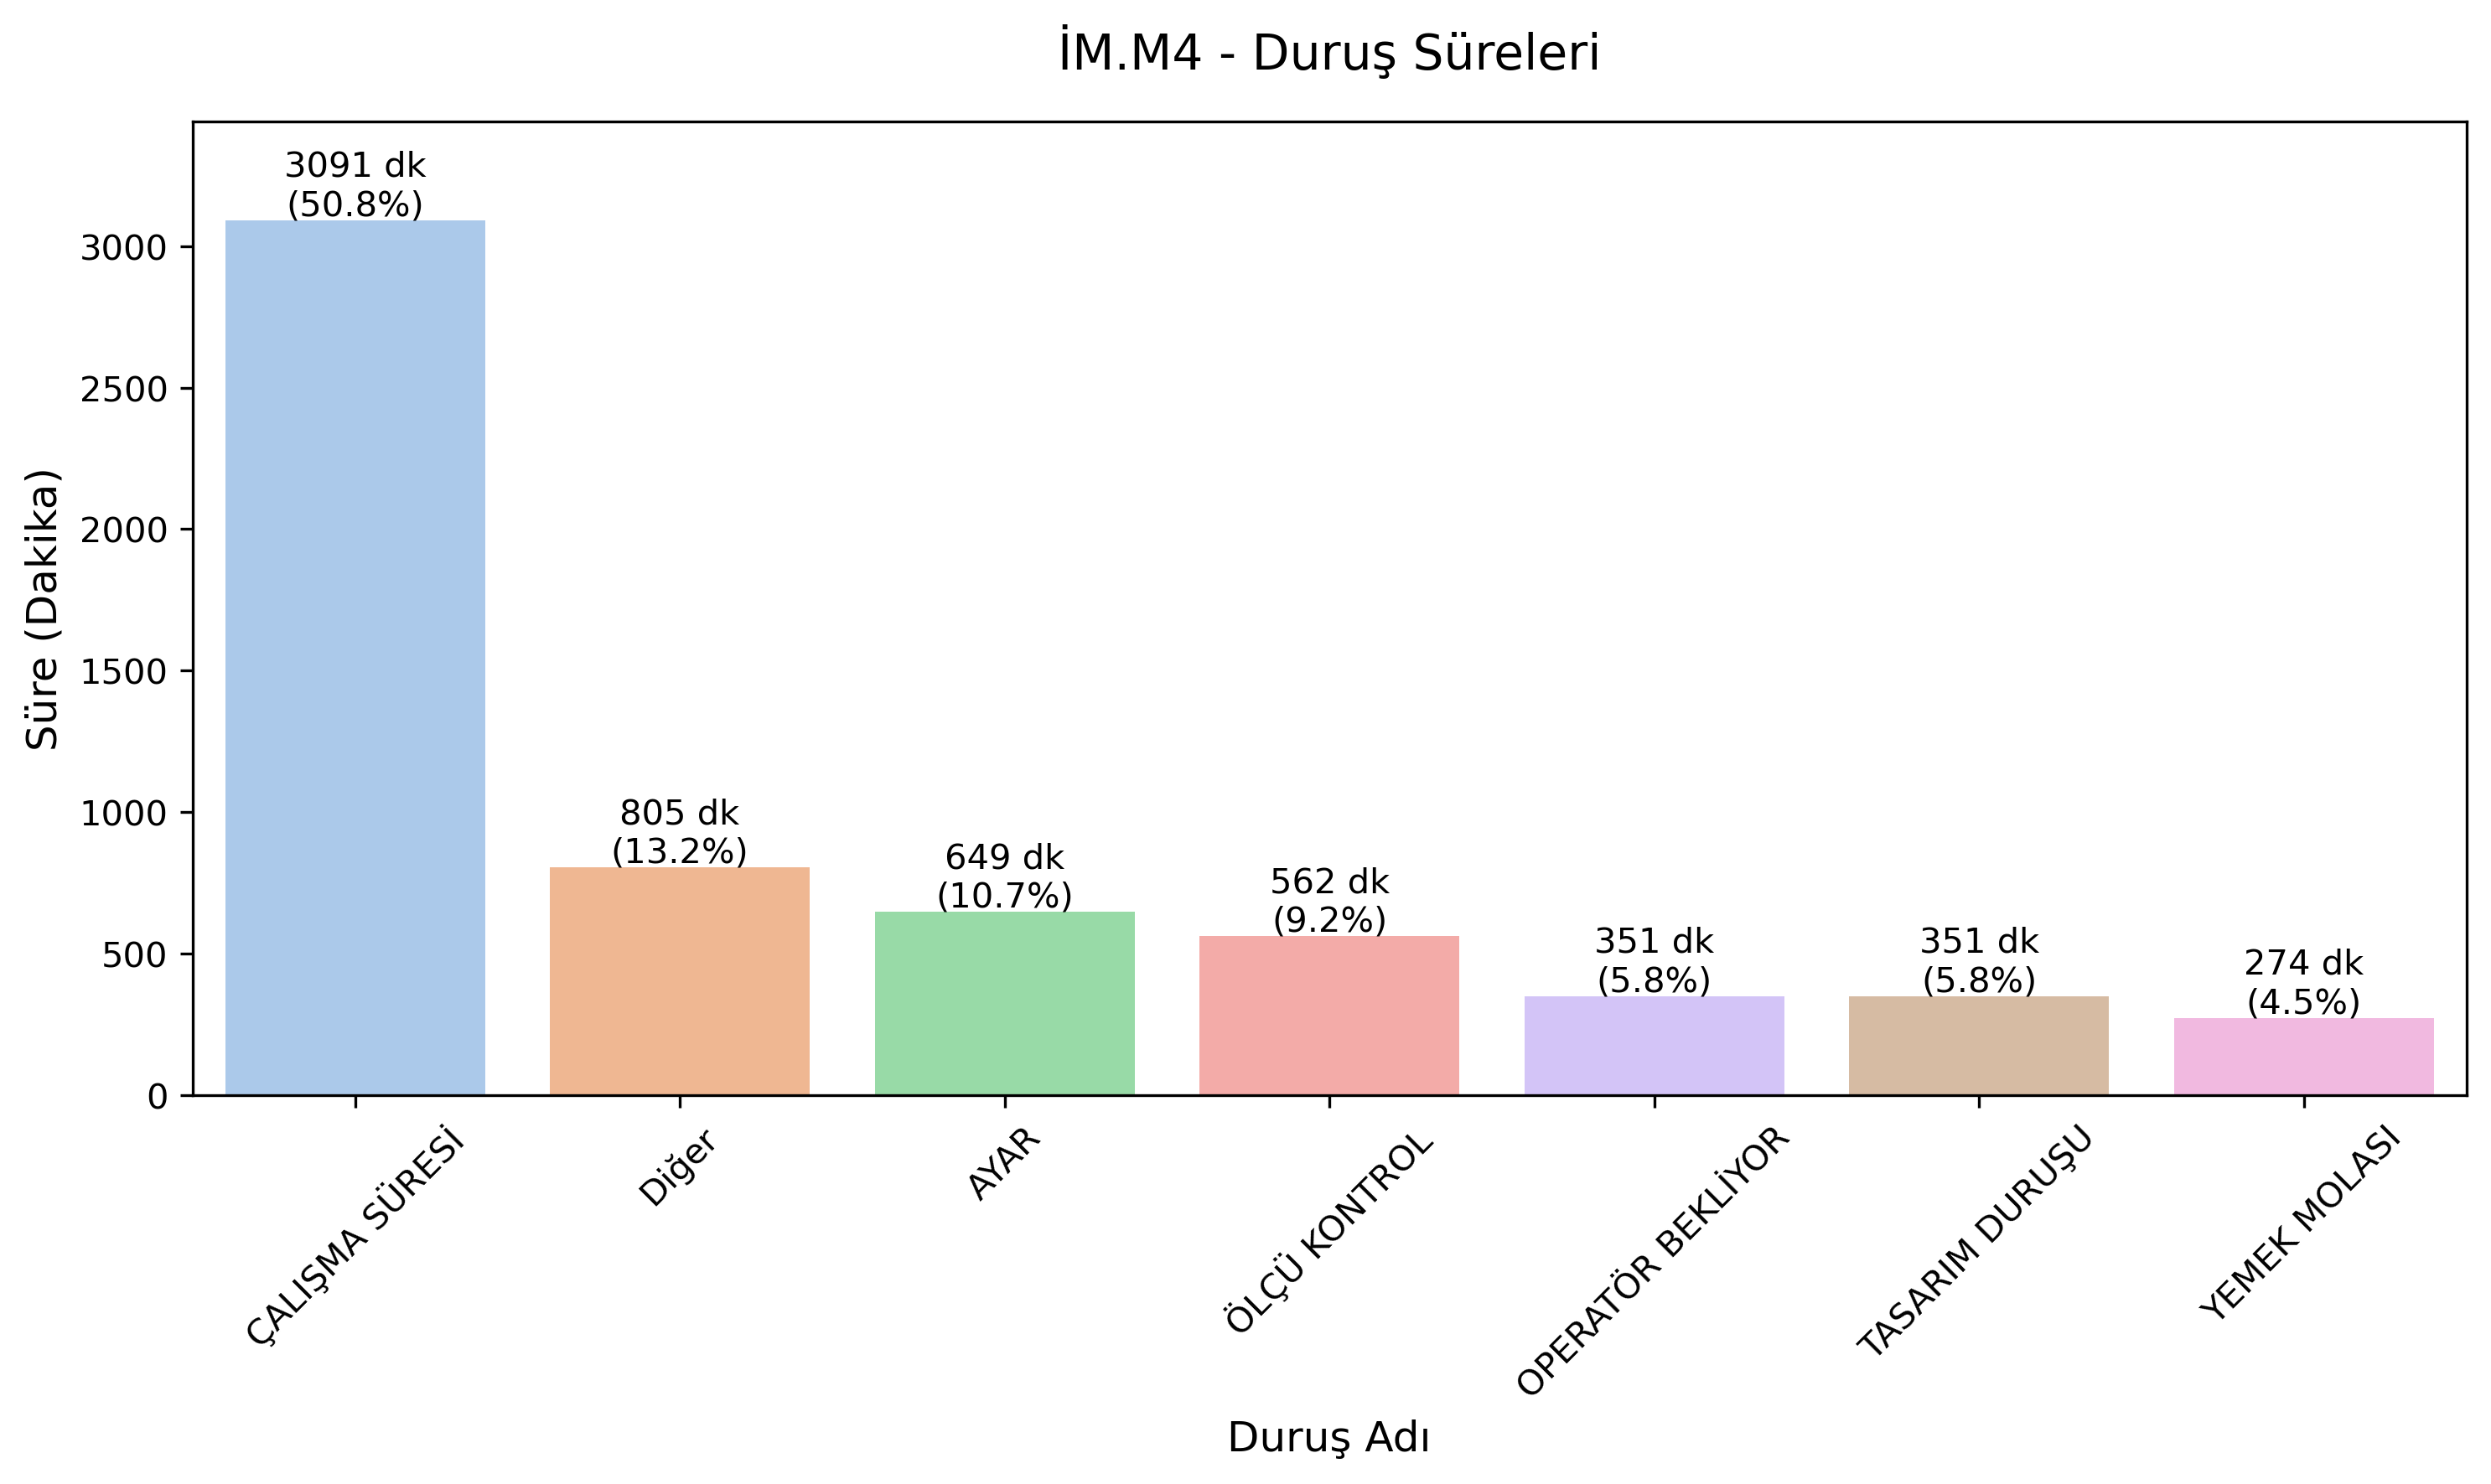 İM.M4 - Duruş Süreleri
Süre (Dakika)
3000
2500
2000
1500
1000
500
0
3091 dk
(50.8%)
805 dk
(13.2%)
649 dk
(10.7%)
562 dk
(9.2%)
351 dk
(5.8%)
351 dk
(5.8%)
274 dk
(4.5%)
ÇALIŞMA SÜRESİ
Diğer
AYAR
ÖLÇÜ KONTROL
OPERATÖR BEKLİYOR
TASARIM DURUŞU
YEMEK MOLASI
Duruş Adı